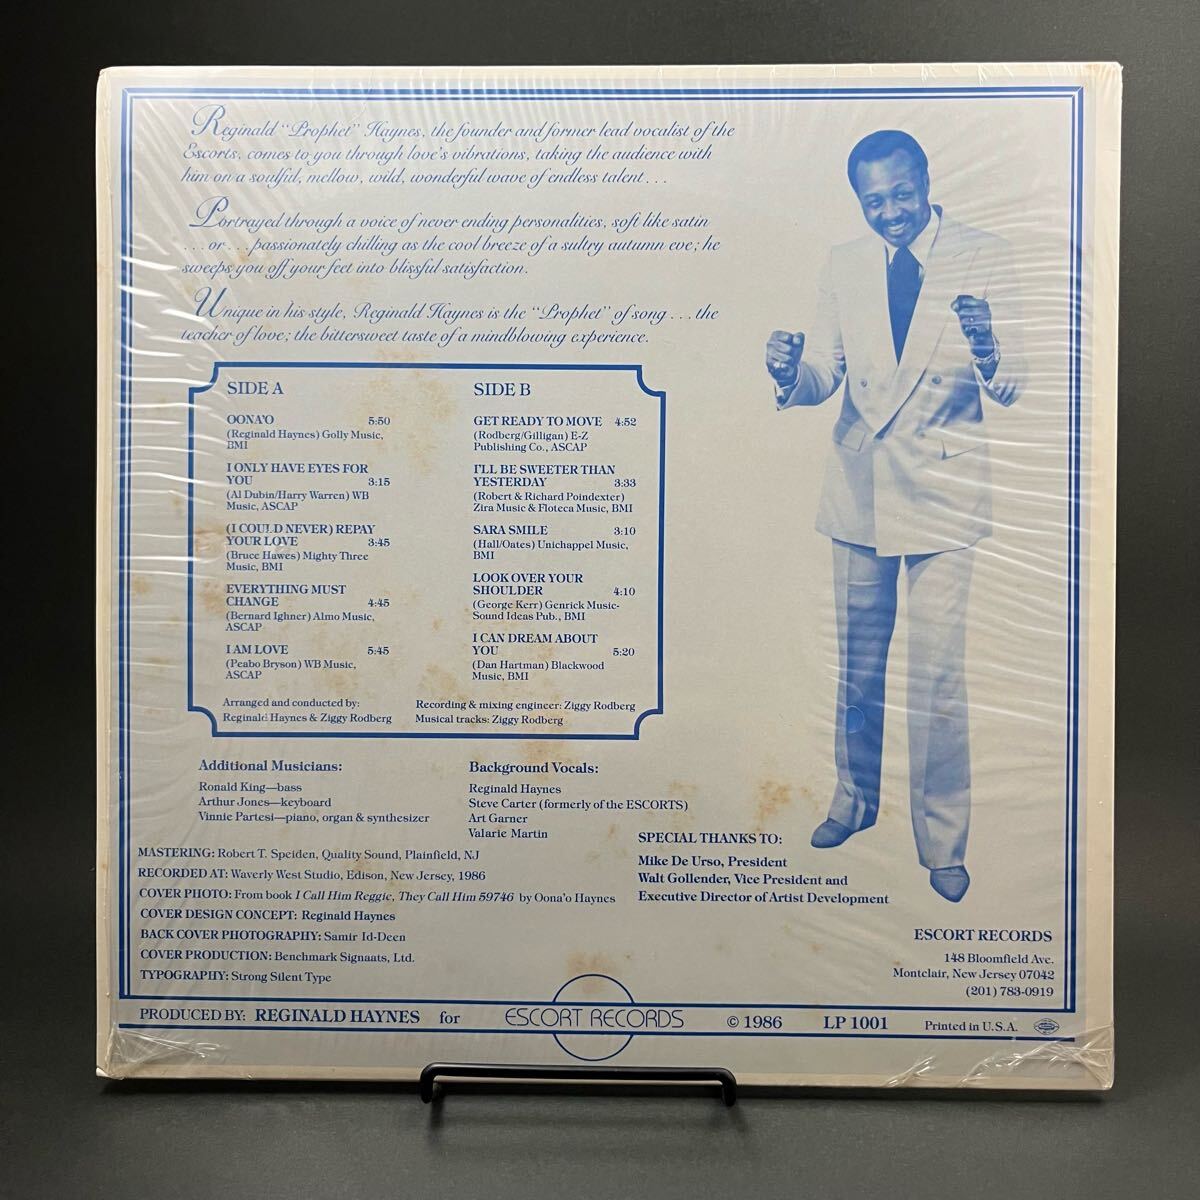 Reginald "Prophet" Haynes, the founder and former lead vocalist of the
Escorts, comes to you through love's vibrations, taking the audience with
him on a soulful, mellow, wild, wonderful wave of endless talent . . .
Portrayed through a voice of never ending personalities, soft like satin
. . . or . . . passionately chilling as the cool breeze of a sultry autumn eve; he
sweeps you off your feet into blissful satisfaction.
Unique in his style, Reginald Haynes is the "Prophet" of song . . . the
teacher of love; the bittersweet taste of a mindblowing experience.
SIDE A
OONA'O 5:50
(Reginald Haynes) Golly Music,
BMI
I ONLY HAVE EYES FOR
YOU 3:15
(Al Dubin/Harry Warren) WB
Music, ASCAP
(I COULD NEVER) REPAY
YOUR LOVE 3:45
(Bruce Hawes) Mighty Three
Music, BMI
EVERYTHING MUST
CHANGE 4:45
(Bernard Ighner) Almo Music,
ASCAP
I AM LOVE 5:45
(Peabo Bryson) WB Music,
ASCAP
SIDE B
GET READY TO MOVE 4:52
(Rodberg/Gilligan) E-Z
Publishing Co., ASCAP
I'LL BE SWEETER THAN
YESTERDAY 3:33
(Robert & Richard Poindexter)
Zira Music & Floteca Music, BMI
SARA SMILE 3:10
(Hall/Oates) Unichappel Music,
BMI
LOOK OVER YOUR
SHOULDER 4:10
(George Kerr) Genrick Music-
Sound Ideas Pub., BMI
I CAN DREAM ABOUT
YOU 5:20
(Dan Hartman) Blackwood
Music, BMI
Arranged and conducted by:
Reginald Haynes & Ziggy Rodberg
Recording & mixing engineer: Ziggy Rodberg
Musical tracks: Ziggy Rodberg
Additional Musicians:
Ronald King—bass
Arthur Jones—keyboard
Vinnie Partesi—piano, organ & synthesizer
Background Vocals:
Reginald Haynes
Steve Carter (formerly of the ESCORTS)
Art Garner
Valarie Martin
MASTERING: Robert T. Speiden, Quality Sound, Plainfield, NJ
RECORDED AT: Waverly West Studio, Edison, New Jersey, 1986
COVER PHOTO: From book I Call Him Reggie, They Call Him 59746 by Oona'o Haynes
COVER DESIGN CONCEPT: Reginald Haynes
BACK COVER PHOTOGRAPHY: Samir Id-Deen
COVER PRODUCTION: Benchmark Signaats, Ltd.
TYPOGRAPHY: Strong Silent Type
SPECIAL THANKS TO:
Mike De Urso, President
Walt Gollender, Vice President and
Executive Director of Artist Development
ESCORT RECORDS
148 Bloomfield Ave.
Montclair, New Jersey 07042
(201) 783-0919
PRODUCED BY: REGINALD HAYNES for ESCORT RECORDS © 1986 LP 1001 Printed in U.S.A.